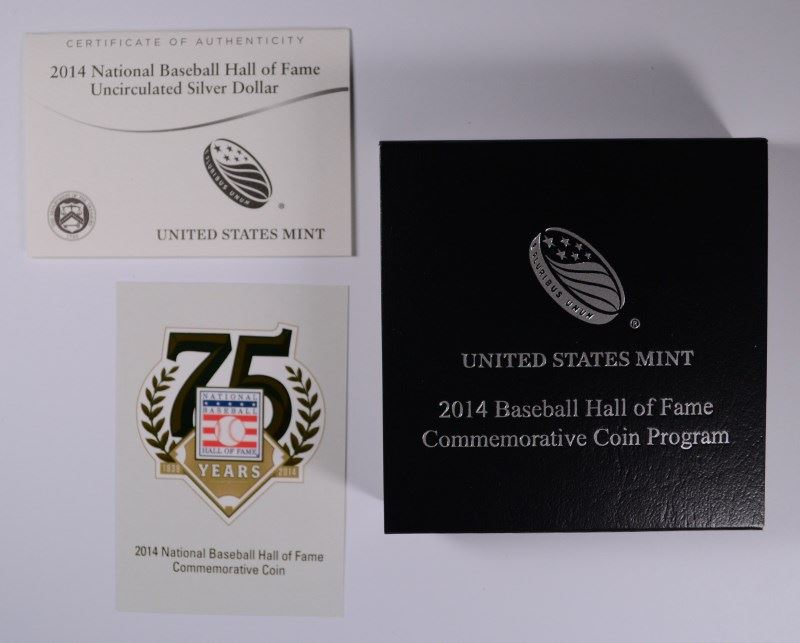 CERTIFICATE OF AUTHENTICITY
2014 National Baseball Hall of Fame
Uncirculated Silver Dollar
E PLURIBUS UNUM
®
UNITED STATES MINT
75
NATIONAL
BASEBALL
HALL OF FAME
1939 YEARS 2014
2014 National Baseball Hall of Fame
Commemorative Coin
E PLURIBUS UNUM
®
UNITED STATES MINT
2014 Baseball Hall of Fame
Commemorative Coin Program